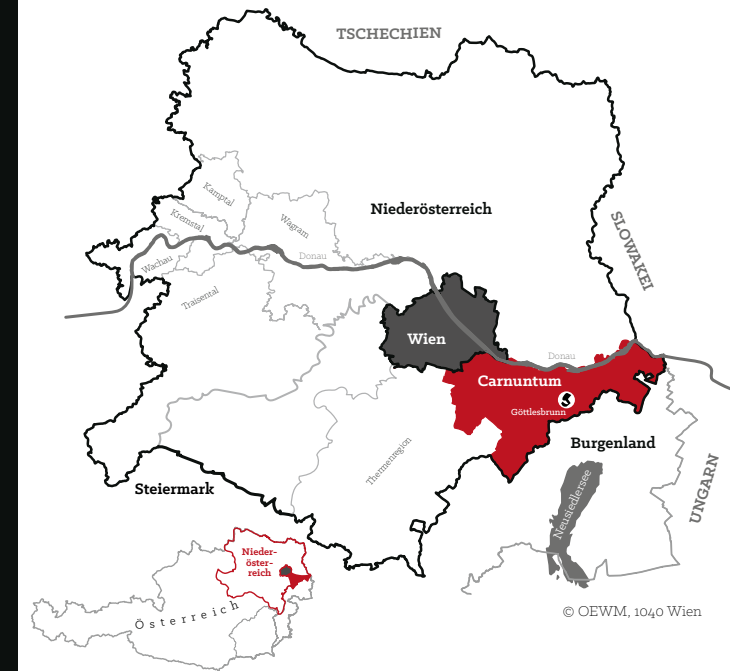 TSCHECHIEN
Kamptal
Kremstal
Wagram
Niederösterreich
SLOWAKEI
Wachau
Donau
Traisental
Wien
Donau
Carnuntum
Göttlesbrunn
Burgenland
Thermenregion
Steiermark
Neusiedlersee
UNGARN
Nieder-
öster-
reich
Österreich
© OEWM, 1040 Wien